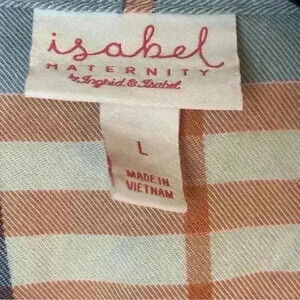 isabel
MATERNITY
by Ingrid & Isabel
L
MADE IN
VIETNAM